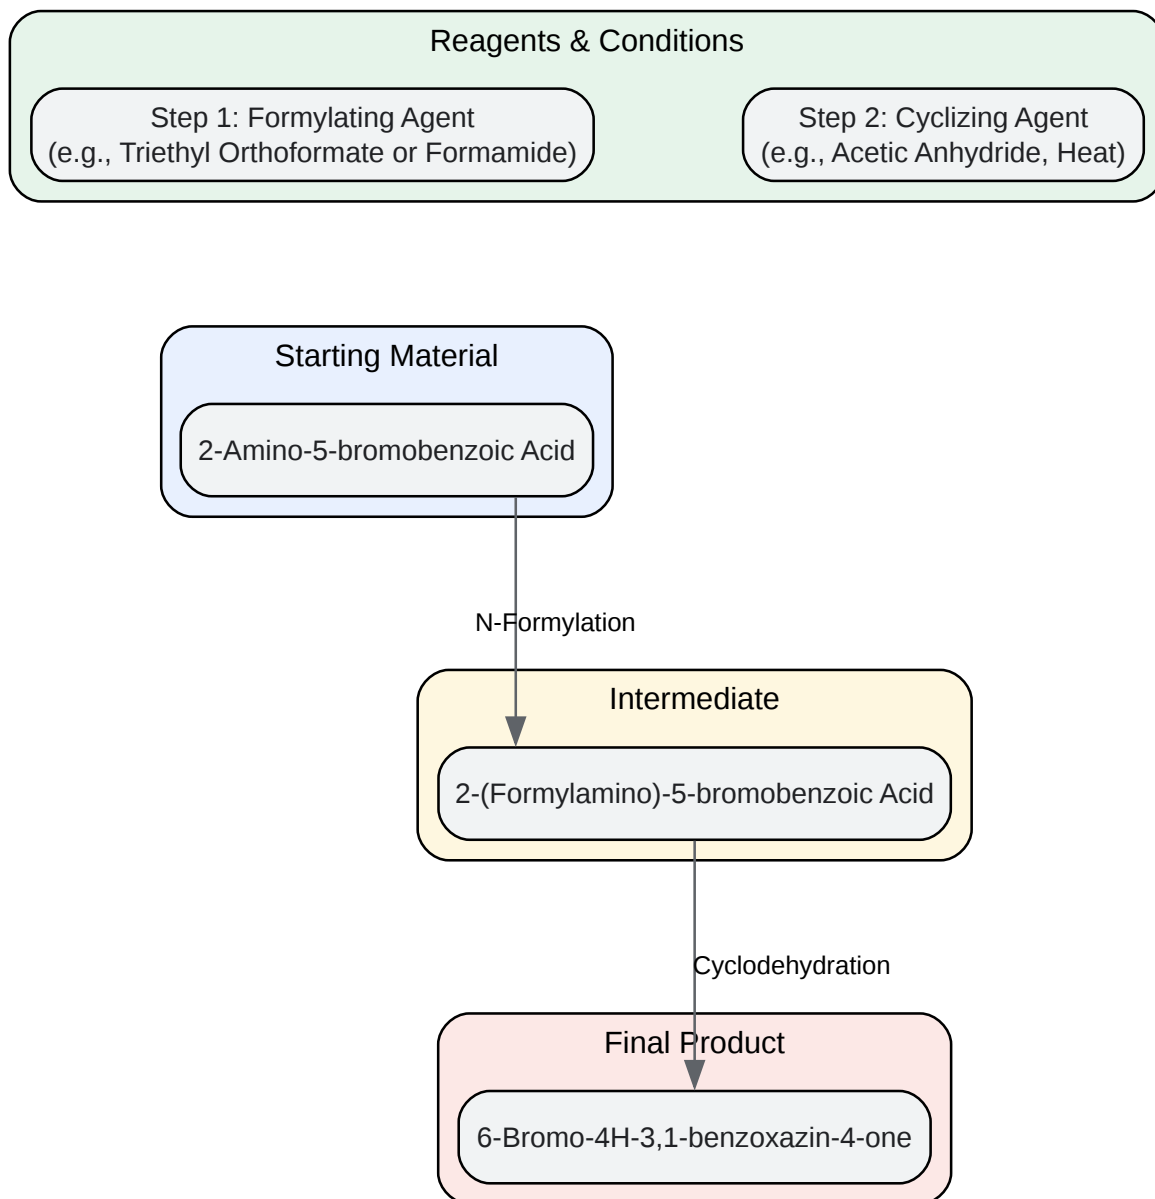 Reagents & Conditions
Step 1: Formylating Agent
(e.g., Triethyl Orthoformate or Formamide)
Step 2: Cyclizing Agent
(e.g., Acetic Anhydride, Heat)
Starting Material
2-Amino-5-bromobenzoic Acid
N-Formylation
Intermediate
2-(Formylamino)-5-bromobenzoic Acid
Cyclodehydration
Final Product
6-Bromo-4H-3,1-benzoxazin-4-one